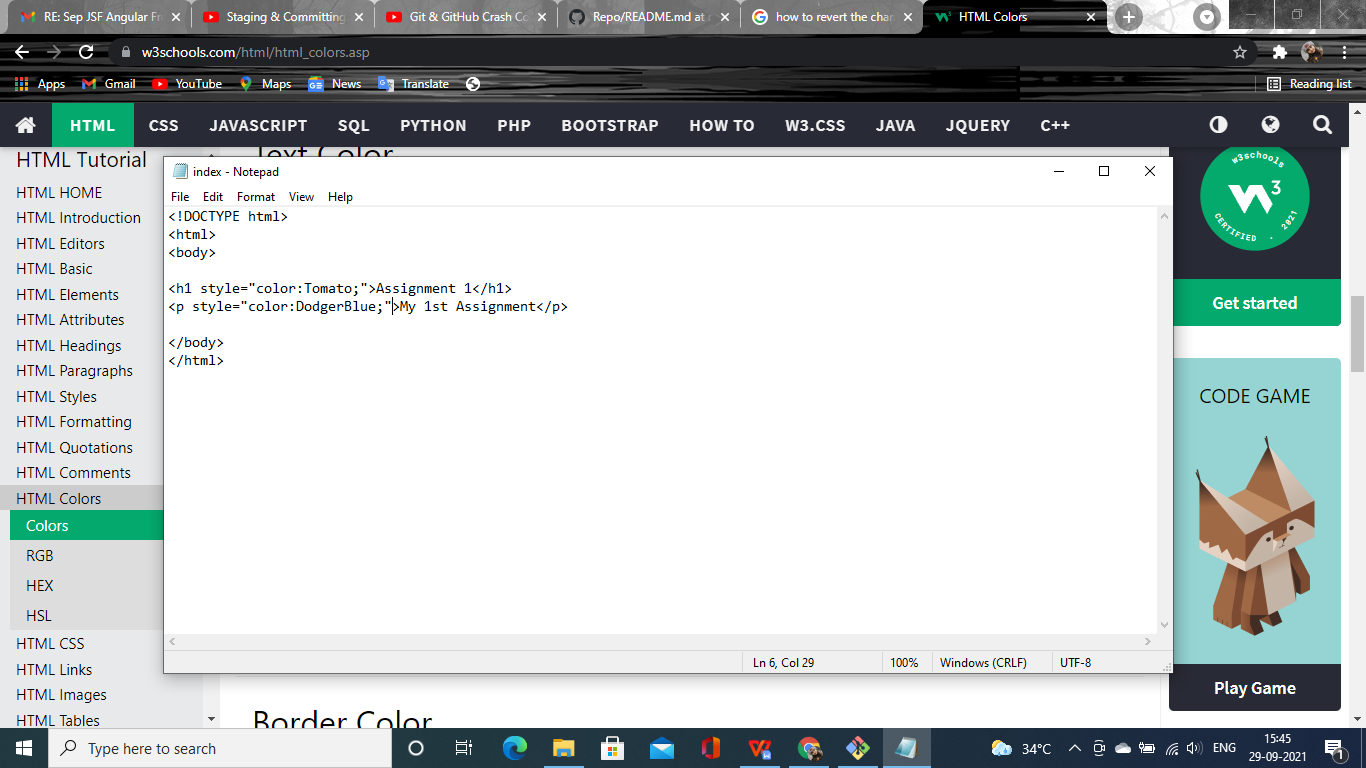 RE: Sep JSF Angular Fr
Staging & Committing
Git & GitHub Crash Co
Repo/README.md at
how to revert the char
HTML Colors
w3schools.com/html/html_colors.asp
Apps
Gmail
YouTube
Maps
News
Translate
Reading list
HTML
CSS
JAVASCRIPT
SQL
PYTHON
PHP
BOOTSTRAP
HOW TO
W3.CSS
JAVA
JQUERY
C++
HTML Tutorial
HTML HOME
HTML Introduction
HTML Editors
HTML Basic
HTML Elements
HTML Attributes
HTML Headings
HTML Paragraphs
HTML Styles
HTML Formatting
HTML Quotations
HTML Comments
HTML Colors
Colors
RGB
HEX
HSL
HTML CSS
HTML Links
HTML Images
HTML Tables
Text Color
index - Notepad
File Edit Format View Help
<!DOCTYPE html>
<html>
<body>
<h1 style="color:Tomato;">Assignment 1</h1>
<p style="color:DodgerBlue;">My 1st Assignment</p>
</body>
</html>
Ln 6, Col 29
100%
Windows (CRLF)
UTF-8
Border Color
w3schools
W3
CERTIFIED . 2021
Get started
CODE GAME
Play Game
Type here to search
34°C
ENG
15:45
29-09-2021
1